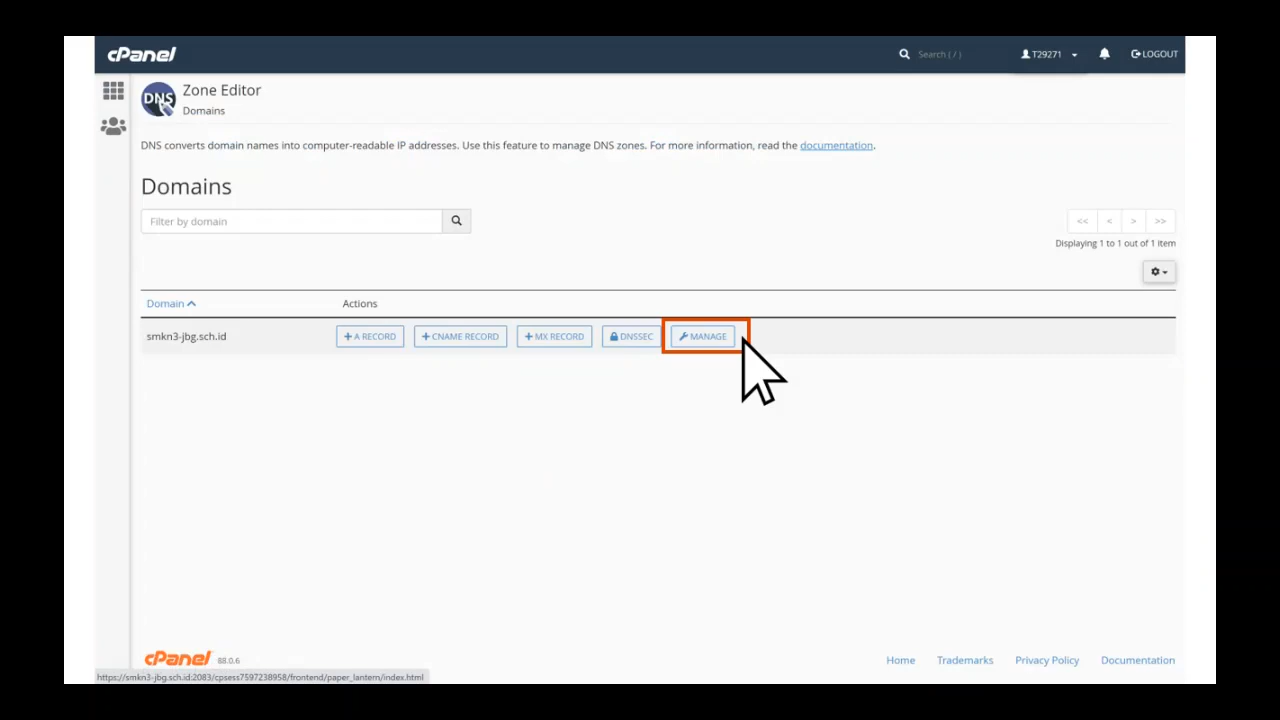 cPanel
Search ( / )
T29271
LOGOUT
DNS
Zone Editor
Domains
DNS converts domain names into computer-readable IP addresses. Use this feature to manage DNS zones. For more information, read the documentation.
Domains
Filter by domain
<< < > >>
Displaying 1 to 1 out of 1 item
Domain Actions
smkn3-jbg.sch.id + A RECORD + CNAME RECORD + MX RECORD DNSSEC MANAGE
cPanel 88.0.6 Home Trademarks Privacy Policy Documentation
https://smkn3-jbg.sch.id:2083/cpsess7597238958/frontend/paper_lantern/index.html